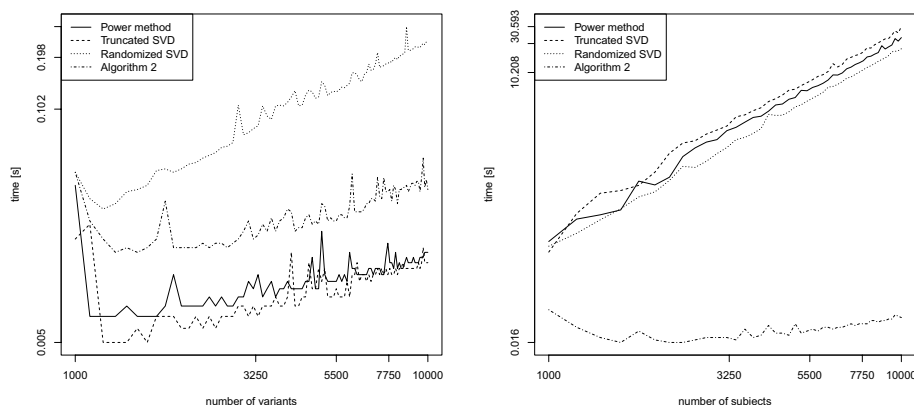 Power method
Truncated SVD
Randomized SVD
Algorithm 2
time [s]
0.198
0.102
0.005
1000
3250
5500
7750
10000
number of variants
Power method
Truncated SVD
Randomized SVD
Algorithm 2
time [s]
30.593
10.208
0.016
1000
3250
5500
7750
10000
number of subjects